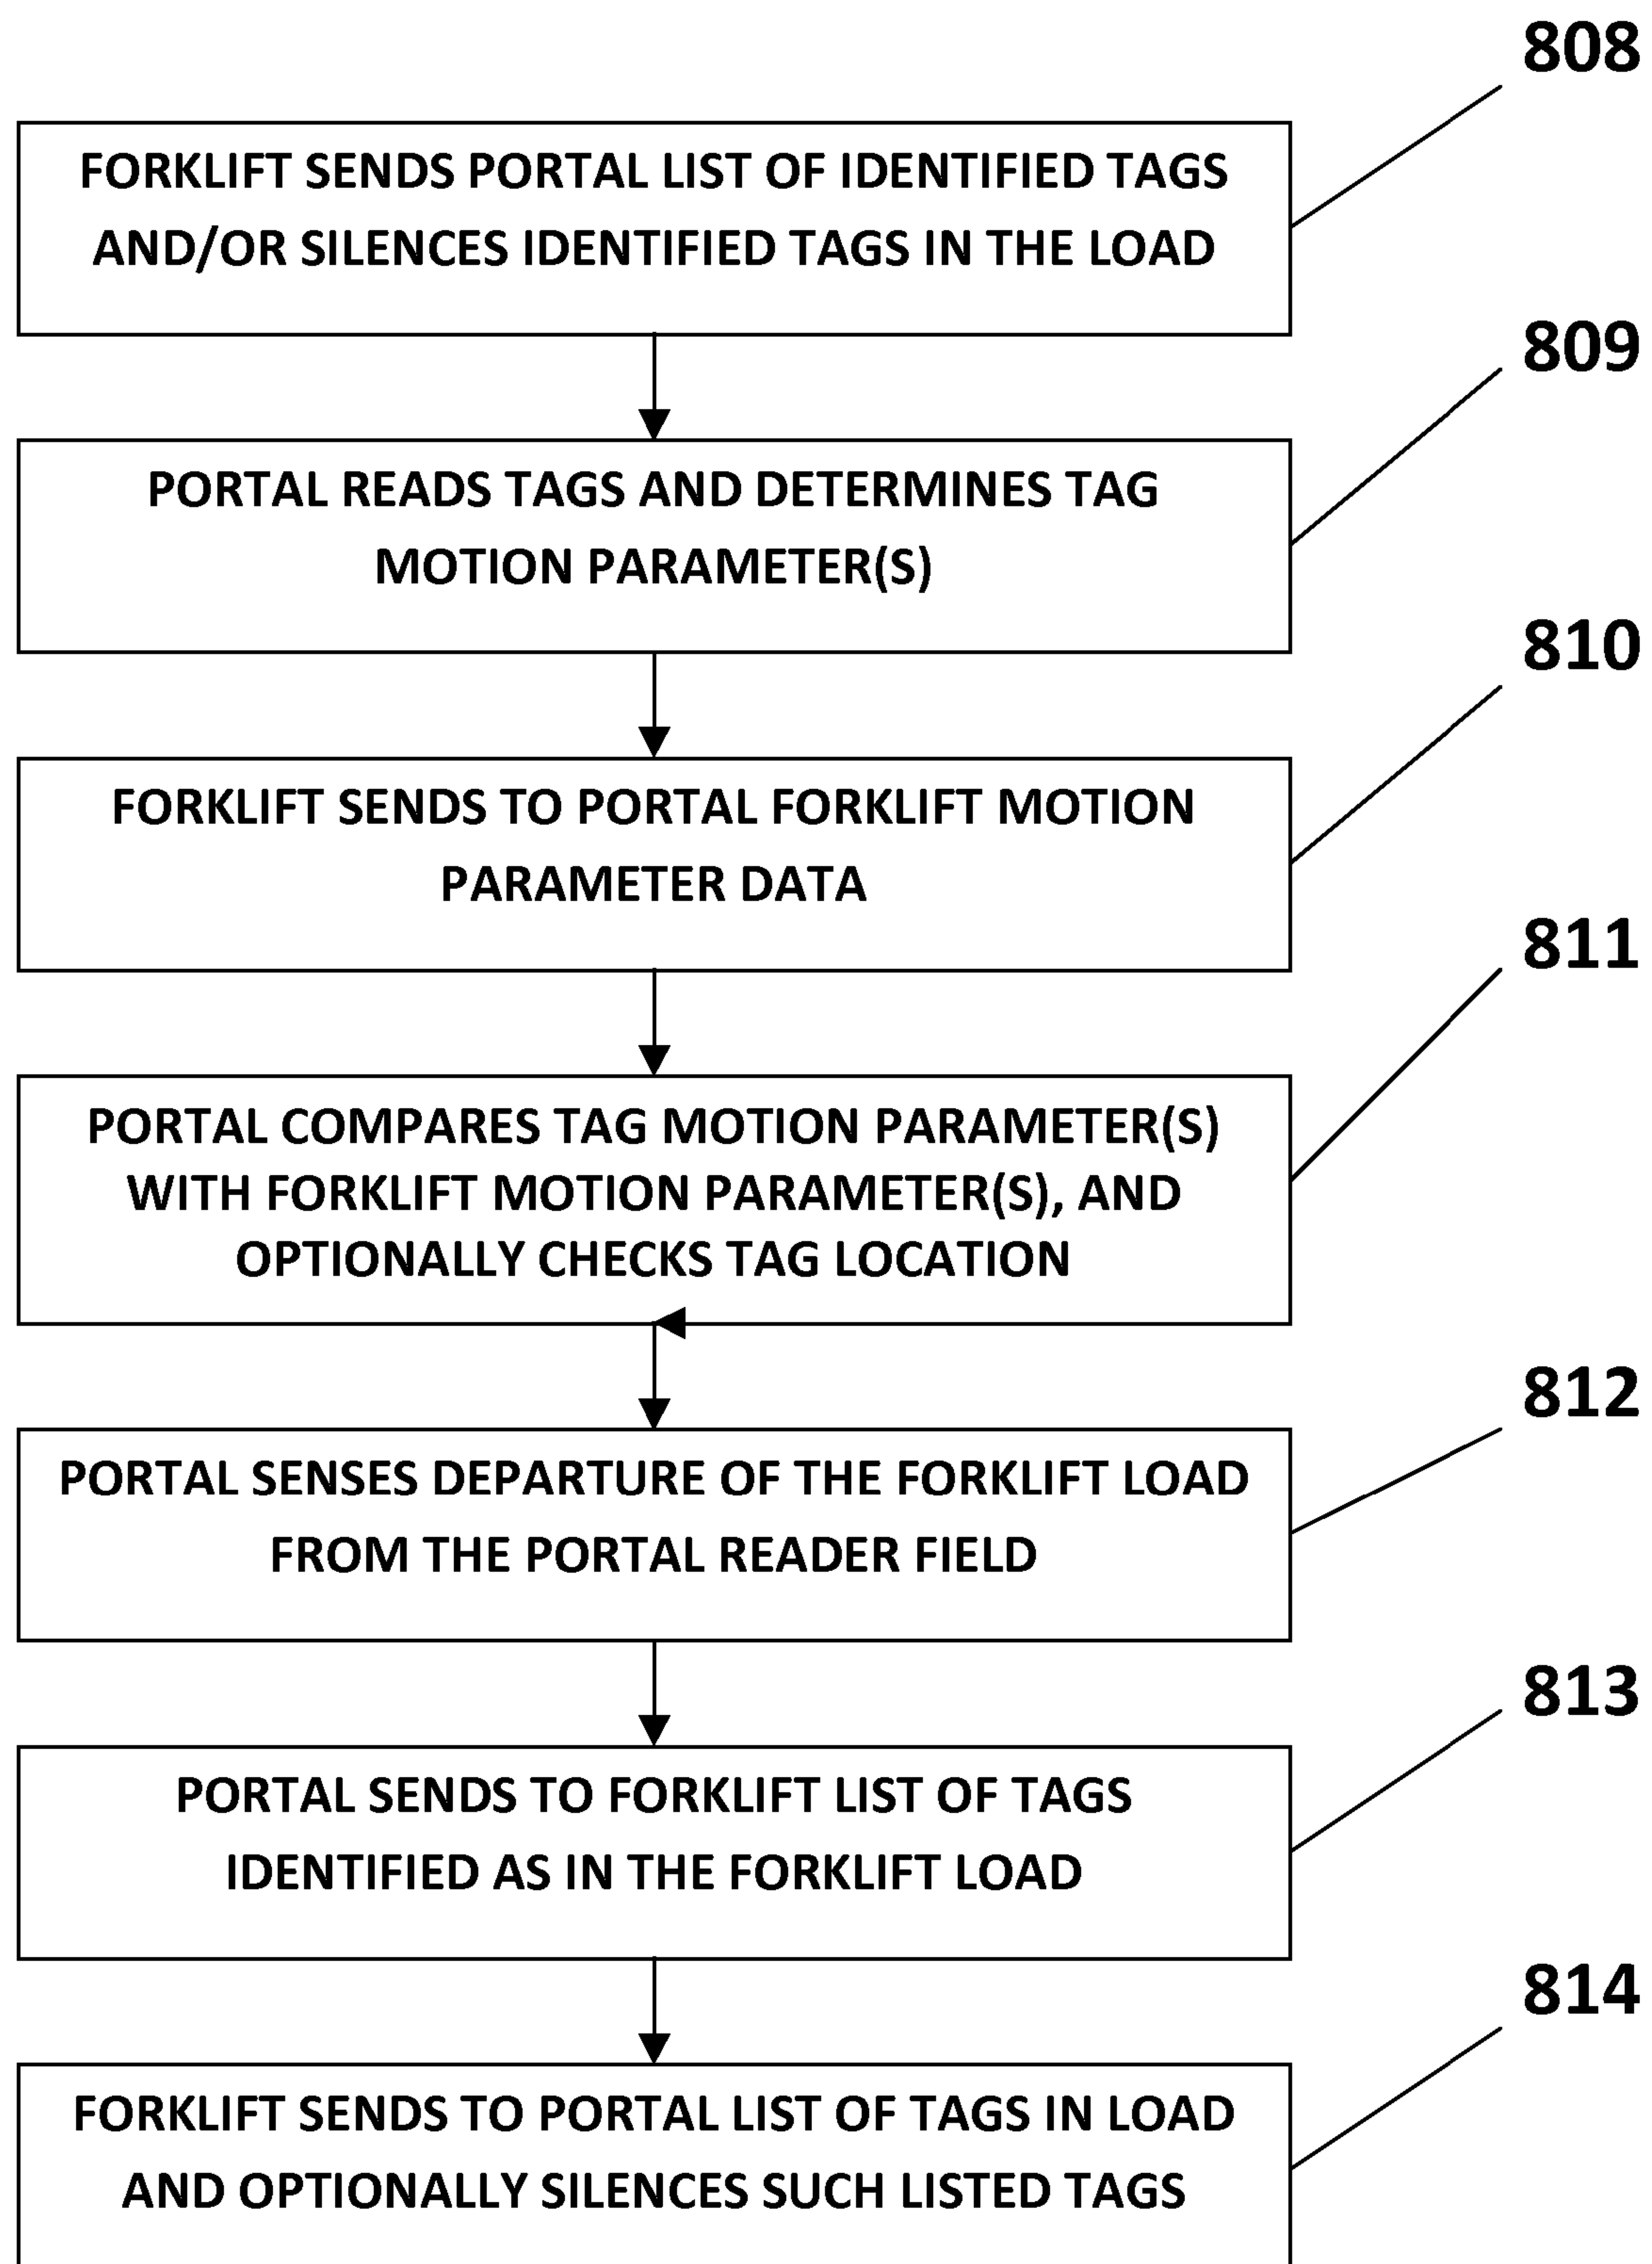 808
FORKLIFT SENDS PORTAL LIST OF IDENTIFIED TAGS
AND/OR SILENCES IDENTIFIED TAGS IN THE LOAD
809
PORTAL READS TAGS AND DETERMINES TAG
MOTION PARAMETER(S)
810
FORKLIFT SENDS TO PORTAL FORKLIFT MOTION
PARAMETER DATA
811
PORTAL COMPARES TAG MOTION PARAMETER(S)
WITH FORKLIFT MOTION PARAMETER(S), AND
OPTIONALLY CHECKS TAG LOCATION
812
PORTAL SENSES DEPARTURE OF THE FORKLIFT LOAD
FROM THE PORTAL READER FIELD
813
PORTAL SENDS TO FORKLIFT LIST OF TAGS
IDENTIFIED AS IN THE FORKLIFT LOAD
814
FORKLIFT SENDS TO PORTAL LIST OF TAGS IN LOAD
AND OPTIONALLY SILENCES SUCH LISTED TAGS